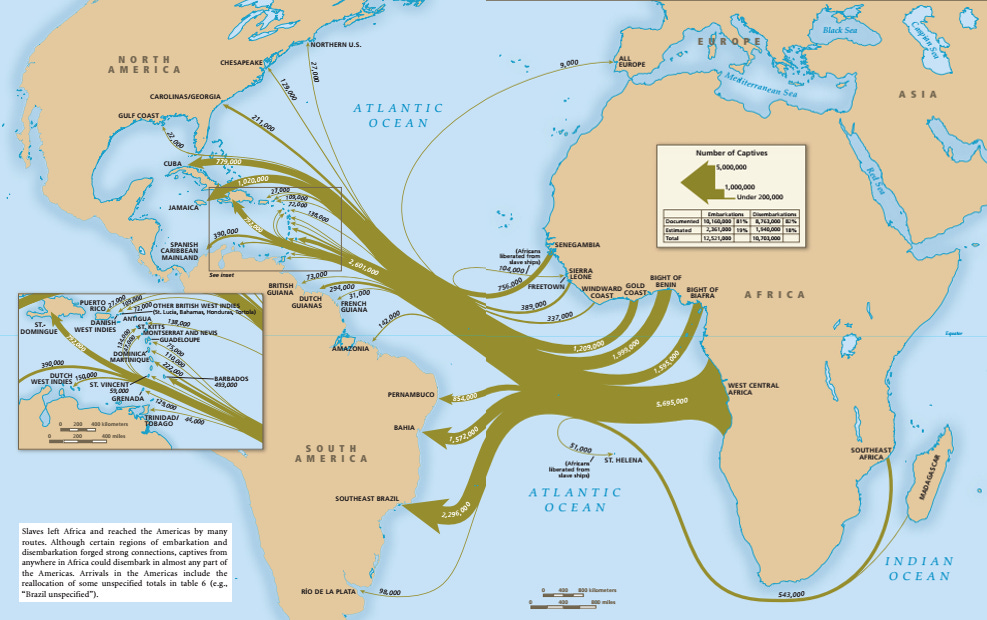 NORTHERN U.S.
NORTH
AMERICA
CHESAPEAKE
27,000
129,000
CAROLINAS/GEORGIA
211,000
GULF COAST
22,000
CUBA
779,000
1,020,000
JAMAICA
27,000
109,000
72,000
138,000
793,000
390,000
SPANISH
CARIBBEAN
MAINLAND
2,601,000
See inset
BRITISH
GUIANA
73,000
DUTCH
GUIANAS
294,000
31,000
FRENCH
GUIANA
142,000
AMAZONIA
ATLANTIC
OCEAN
9,000
ALL
EUROPE
EUROPE
Black Sea
Caspian Sea
Mediterranean Sea
ASIA
Red Sea
Number of Captives
5,000,000
1,000,000
Under 200,000
Embarkations Disembarkations
Documented 10,160,000 81% 8,763,000 82%
Estimated 2,361,000 19% 1,940,000 18%
Total 12,521,000 10,703,000
SENEGAMBIA
(Africans
liberated from
slave ships)
104,000
SIERRA
LEONE
756,000
FREETOWN
389,000
WINDWARD
COAST
337,000
GOLD
COAST
BIGHT OF
BENIN
BIGHT OF
BIAFRA
AFRICA
1,209,000
1,999,000
1,595,000
Equator
WEST CENTRAL
AFRICA
5,695,000
PUERTO
RICO
27,000
109,000
72,000
OTHER BRITISH WEST INDIES
(St. Lucia, Bahamas, Honduras, Tortola)
ST.-
DOMINGUE
DANISH
WEST INDIES
ANTIGUA
138,000
ST. KITTS
MONTSERRAT AND NEVIS
GUADELOUPE
134,000
793,000
75,000
DOMINICA
110,000
MARTINIQUE
222,000
390,000
DUTCH
WEST INDIES
150,000
ST. VINCENT
59,000
BARBADOS
493,000
GRENADA
129,000
44,000
TRINIDAD/
TOBAGO
0 200 400 kilometers
0 200 400 miles
PERNAMBUCO
854,000
BAHIA
1,572,000
SOUTH
AMERICA
SOUTHEAST BRAZIL
2,296,000
51,000
ST. HELENA
(Africans
liberated from
slave ships)
ATLANTIC
OCEAN
SOUTHEAST
AFRICA
MADAGASCAR
INDIAN
OCEAN
543,000
0 400 800 kilometers
0 400 800 miles
RÍO DE LA PLATA
98,000
Slaves left Africa and reached the Americas by many
routes. Although certain regions of embarkation and
disembarkation forged strong connections, captives from
anywhere in Africa could disembark in almost any part of
the Americas. Arrivals in the Americas include the
reallocation of some unspecified totals in table 6 (e.g.,
“Brazil unspecified”).